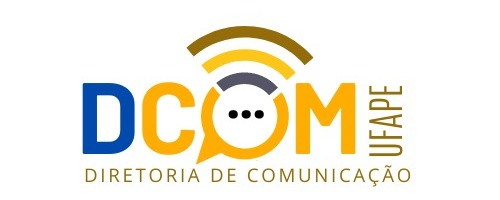 DCOM
UFAPE
DIRETORIA DE COMUNICAÇÃO